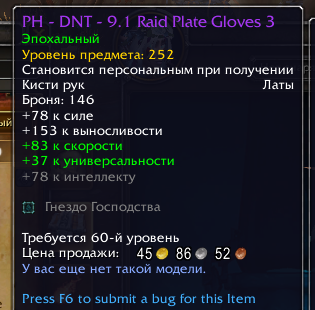 PH - DNT - 9.1 Raid Plate Gloves 3
Эпохальный
Уровень предмета: 252
Становится персональным при получении
Кисти рук Латы
Броня: 146
+78 к силе
+153 к выносливости
+83 к скорости
+37 к универсальности
+78 к интеллекту
Гнездо Господства
Требуется 60-й уровень
Цена продажи: 45 86 52
У вас еще нет такой модели.
Press F6 to submit a bug for this Item